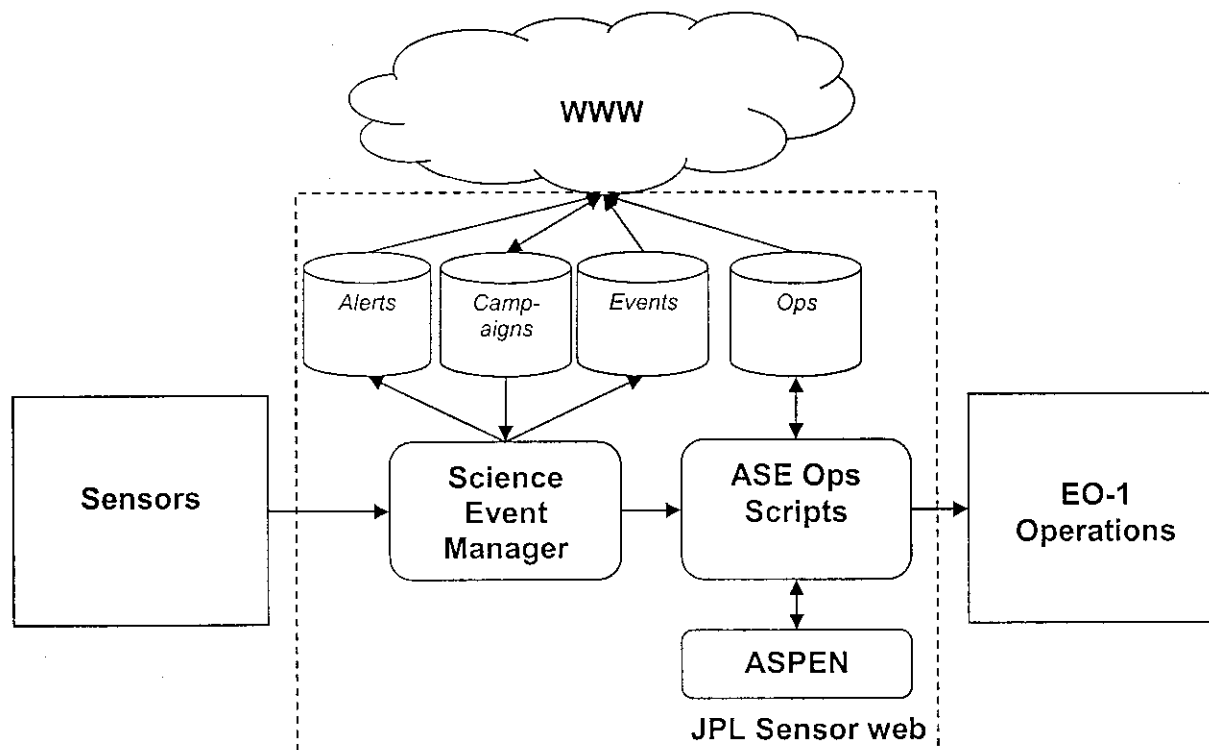 WWW
Alerts
Camp-
aigns
Events
Ops
Sensors
Science
Event
Manager
ASE Ops
Scripts
EO-1
Operations
ASPEN
JPL Sensor web